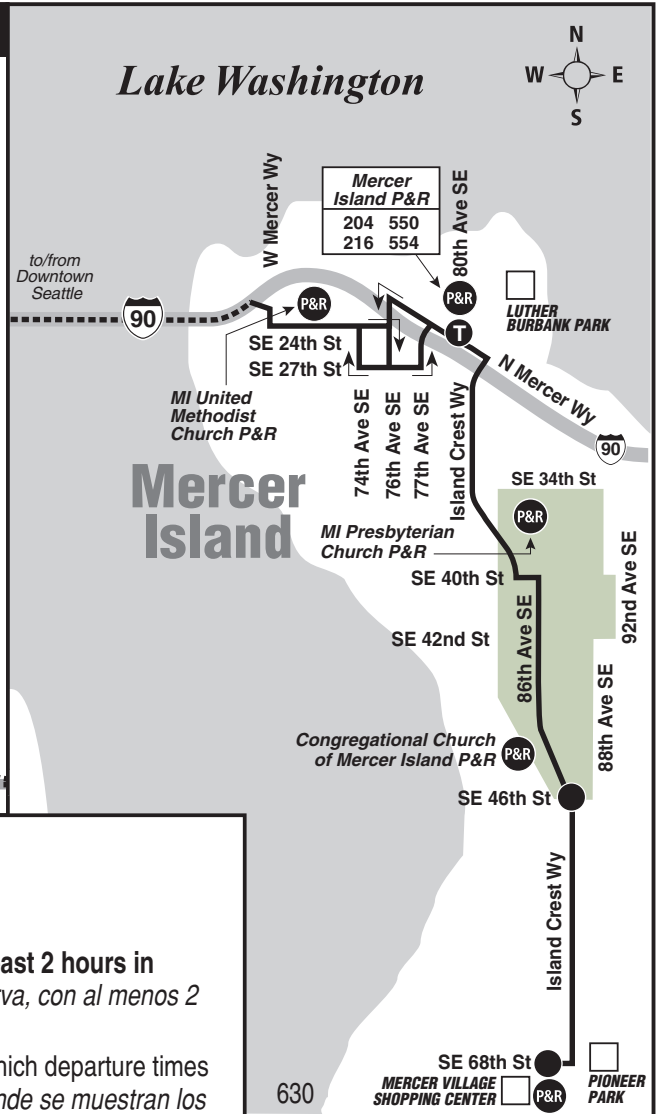 N
W E
S
Lake Washington
W Mercer Wy
Mercer
Island P&R
204 550
216 554
80th Ave SE
to/from
Downtown
Seattle
90
P&R
P&R
T
LUTHER
BURBANK PARK
SE 24th St
SE 27th St
N Mercer Wy
90
MI United
Methodist
Church P&R
74th Ave SE
76th Ave SE
77th Ave SE
Island Crest Wy
Mercer
Island
SE 34th St
P&R
MI Presbyterian
Church P&R
SE 40th St
92nd Ave SE
SE 42nd St
86th Ave SE
88th Ave SE
Congregational Church
of Mercer Island P&R
P&R
SE 46th St
Island Crest Wy
SE 68th St
MERCER VILLAGE
SHOPPING CENTER
P&R
PIONEER
PARK
630
ast 2 hours in
rva, con al menos 2
hich departure times
nde se muestran los